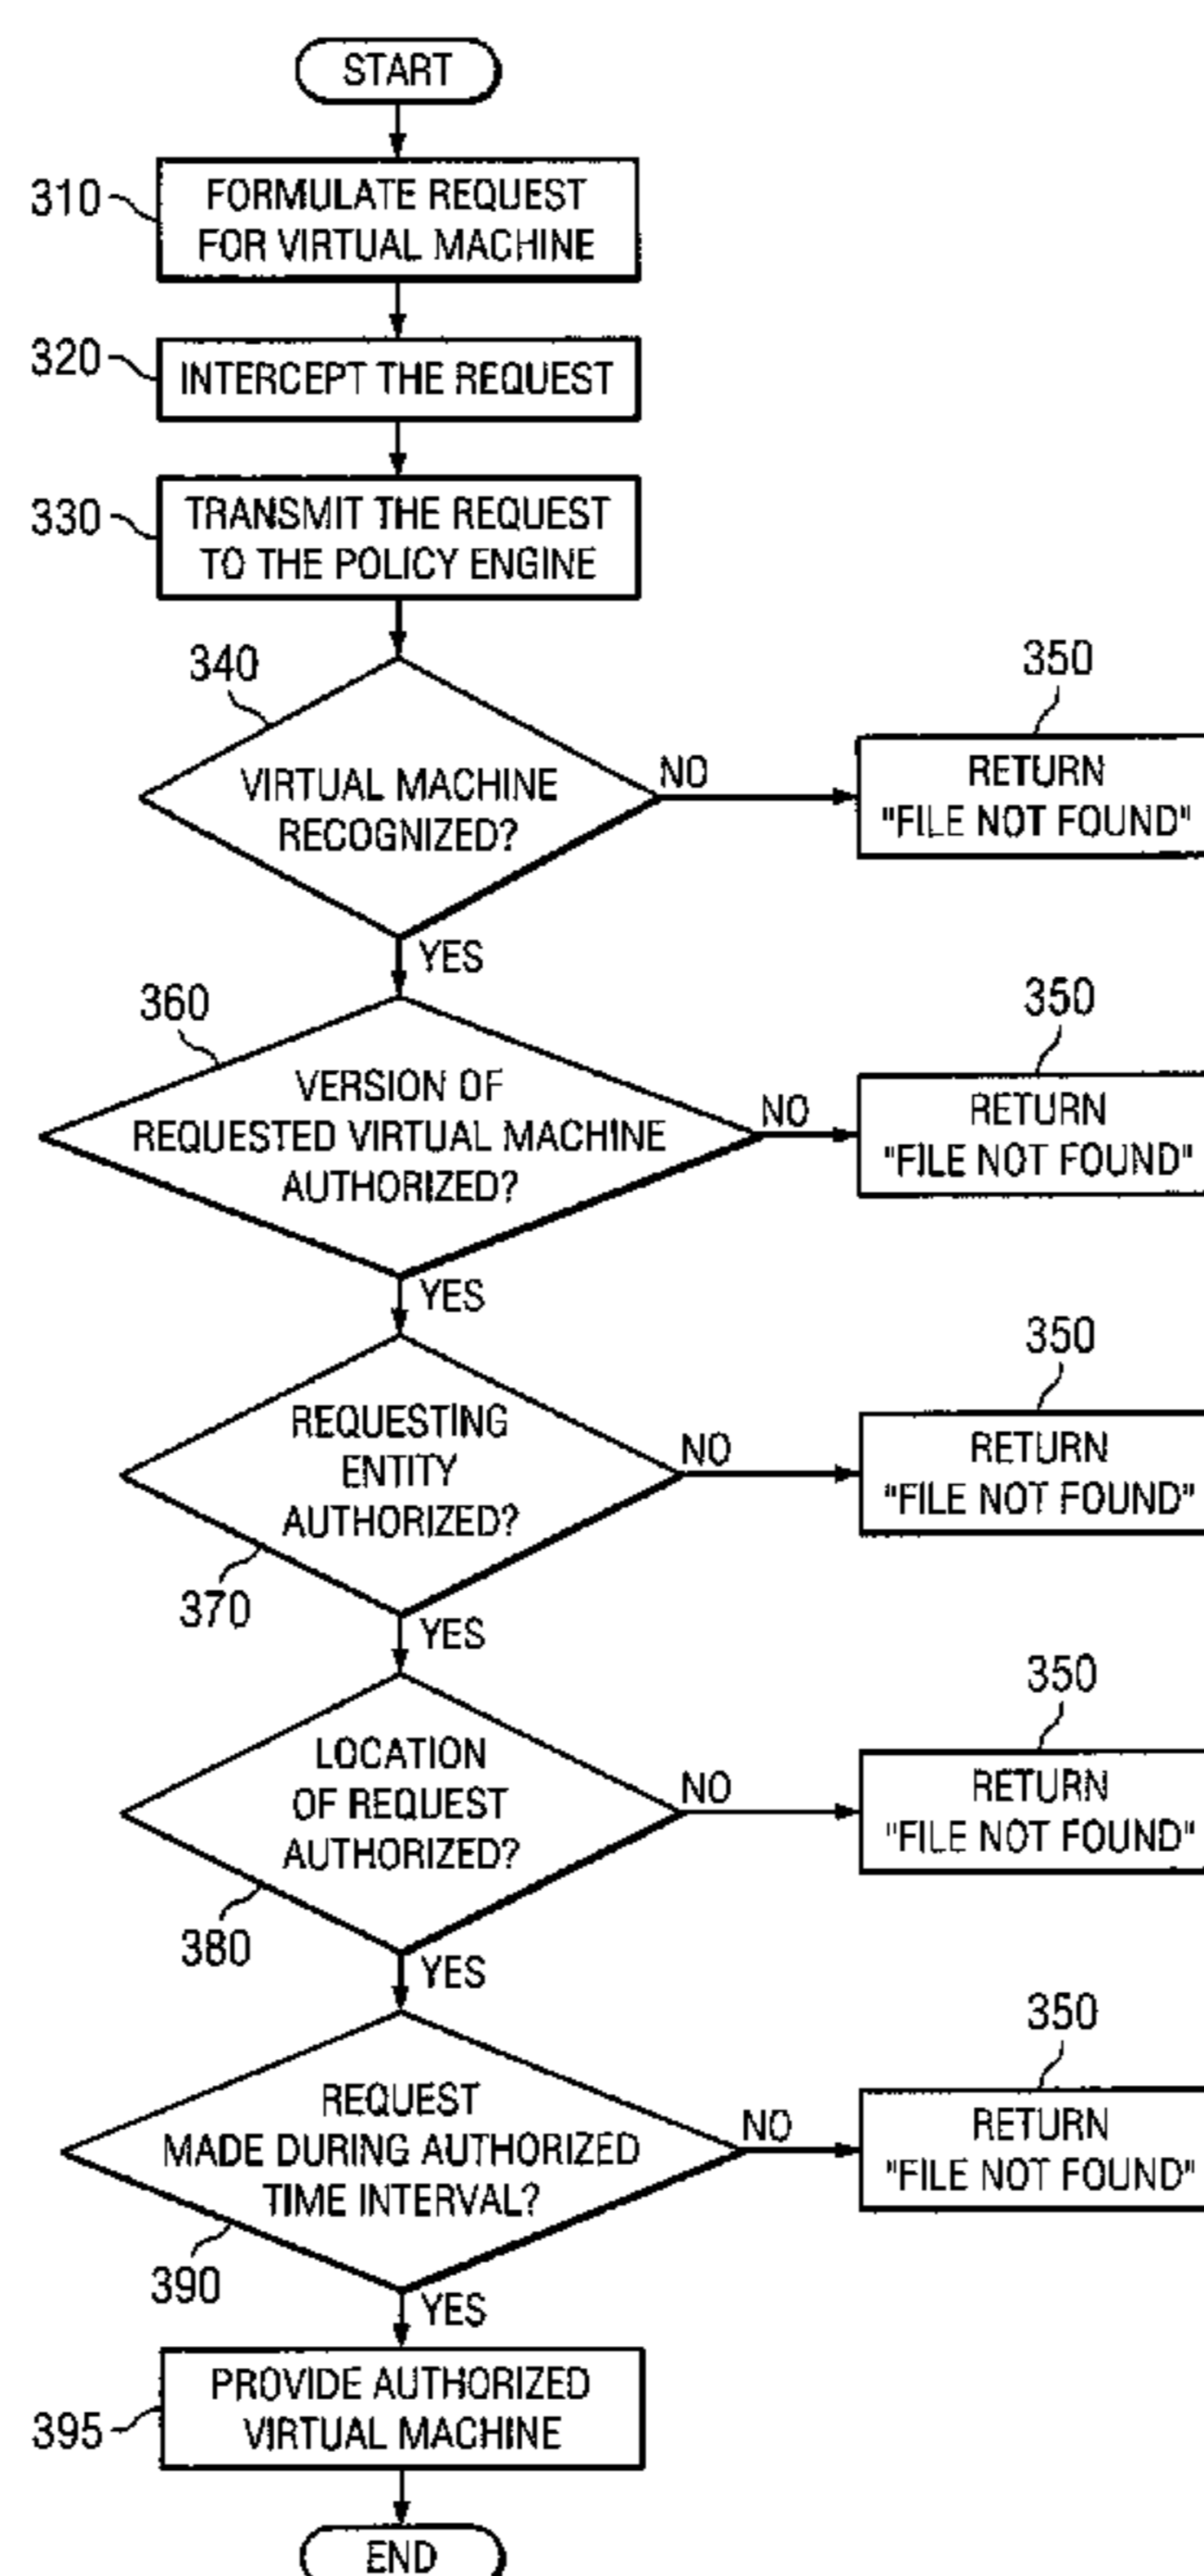 START
310
FORMULATE REQUEST
FOR VIRTUAL MACHINE
320
INTERCEPT THE REQUEST
330
TRANSMIT THE REQUEST
TO THE POLICY ENGINE
340
VIRTUAL MACHINE
RECOGNIZED?
NO
350
RETURN
"FILE NOT FOUND"
YES
360
VERSION OF
REQUESTED VIRTUAL MACHINE
AUTHORIZED?
NO
350
RETURN
"FILE NOT FOUND"
YES
REQUESTING
ENTITY
AUTHORIZED?
370
NO
350
RETURN
"FILE NOT FOUND"
YES
LOCATION
OF REQUEST
AUTHORIZED?
380
NO
350
RETURN
"FILE NOT FOUND"
YES
REQUEST
MADE DURING AUTHORIZED
TIME INTERVAL?
390
NO
350
RETURN
"FILE NOT FOUND"
YES
395
PROVIDE AUTHORIZED
VIRTUAL MACHINE
END